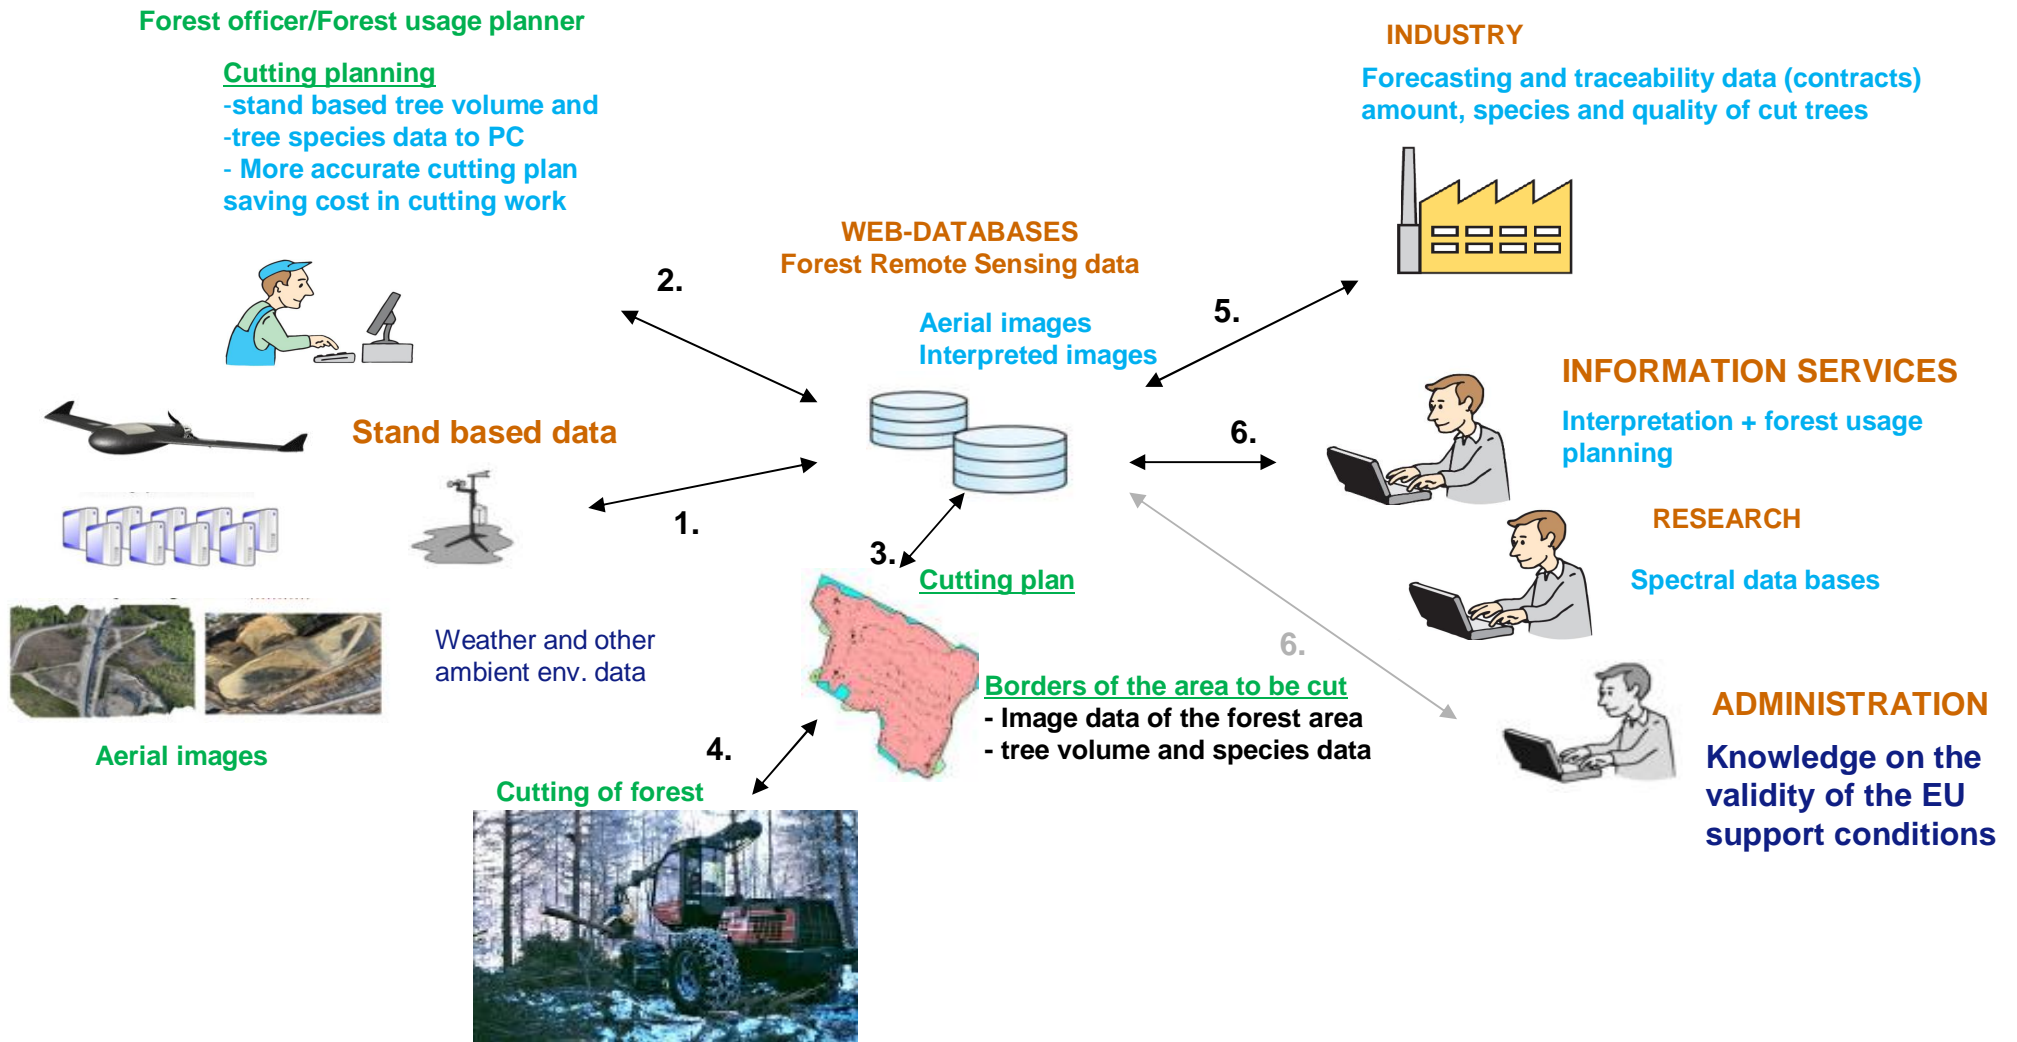 Forest officer/Forest usage planner
Cutting planning
-stand based tree volume and
-tree species data to PC
- More accurate cutting plan
saving cost in cutting work
INDUSTRY
Forecasting and traceability data (contracts)
amount, species and quality of cut trees
WEB-DATABASES
Forest Remote Sensing data
Aerial images
Interpreted images
2.
5.
INFORMATION SERVICES
Interpretation + forest usage
planning
Stand based data
6.
1.
RESEARCH
Spectral data bases
3.
Cutting plan
Weather and other
ambient env. data
6.
Borders of the area to be cut
- Image data of the forest area
- tree volume and species data
ADMINISTRATION
Knowledge on the
validity of the EU
support conditions
Aerial images
4.
Cutting of forest